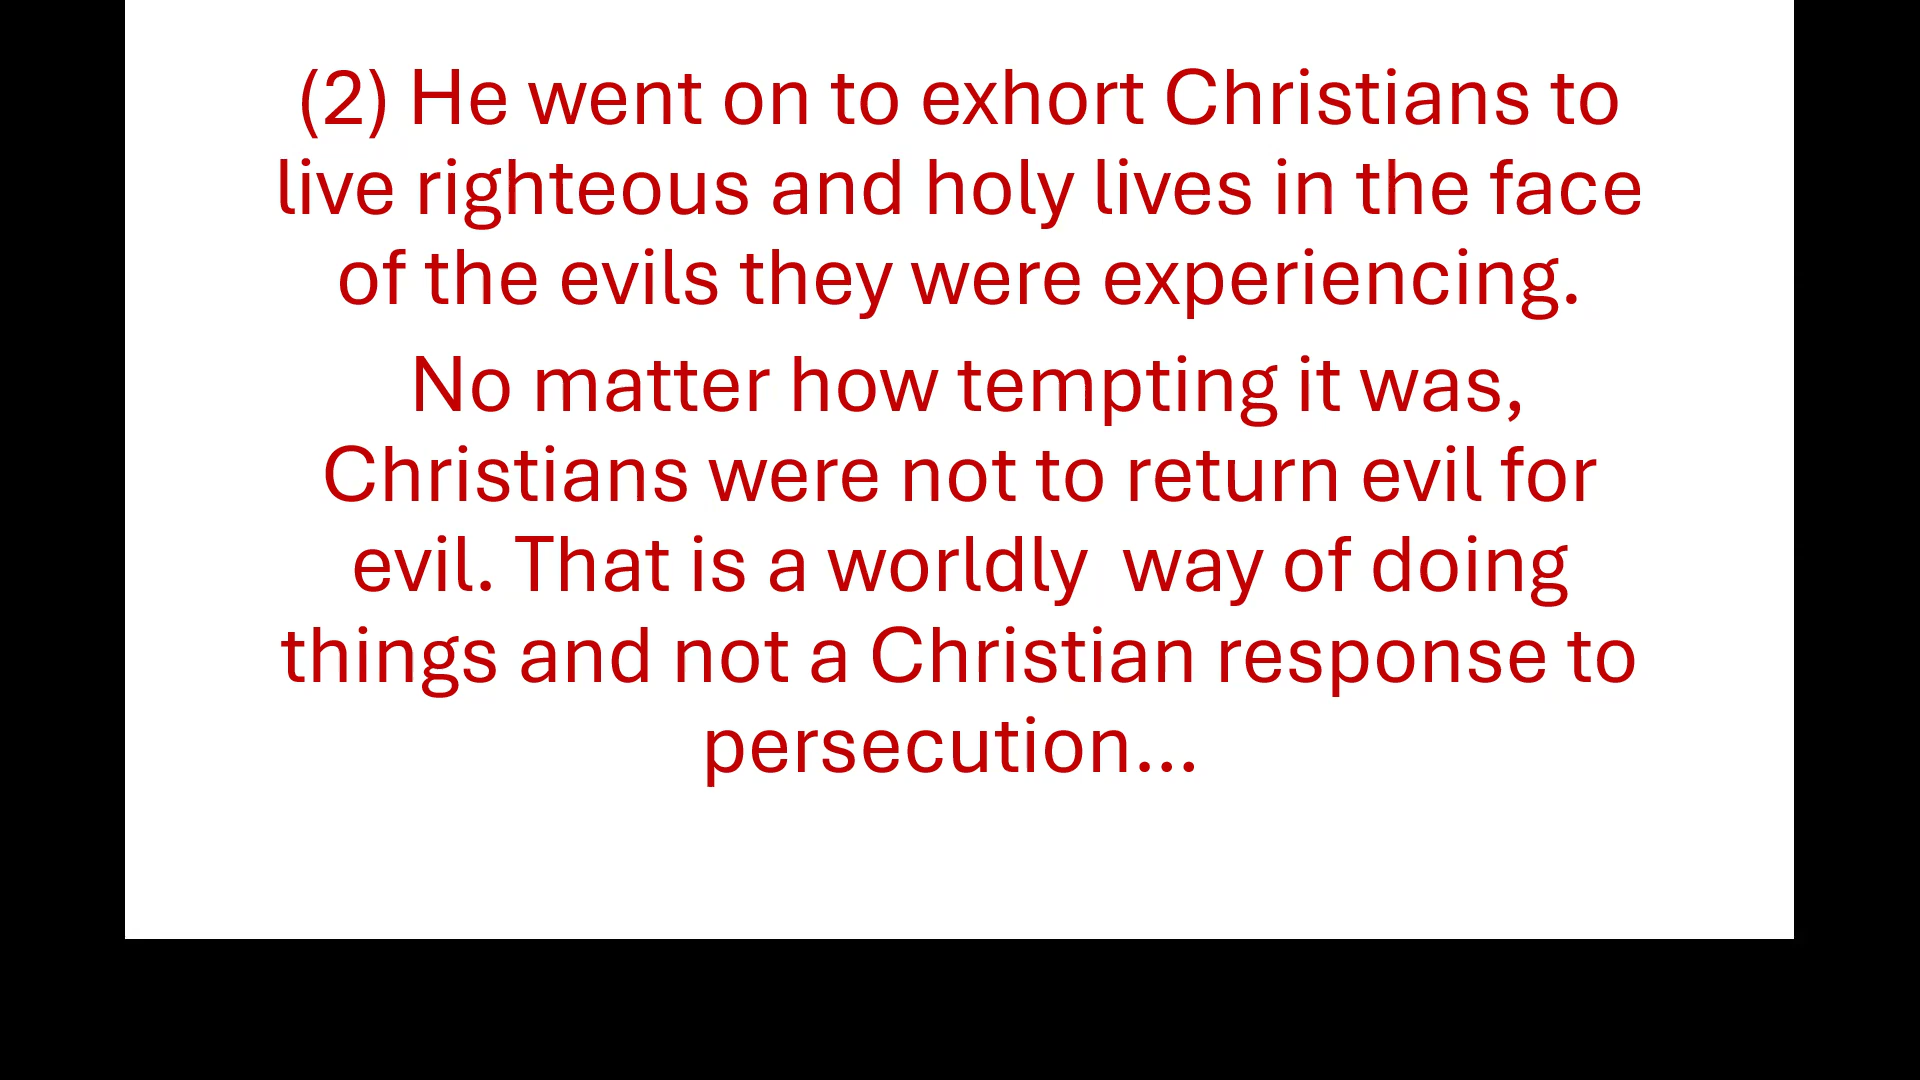 (2) He went on to exhort Christians to
live righteous and holy lives in the face
of the evils they were experiencing.
No matter how tempting it was,
Christians were not to return evil for
evil. That is a worldly  way of doing
things and not a Christian response to
persecution...